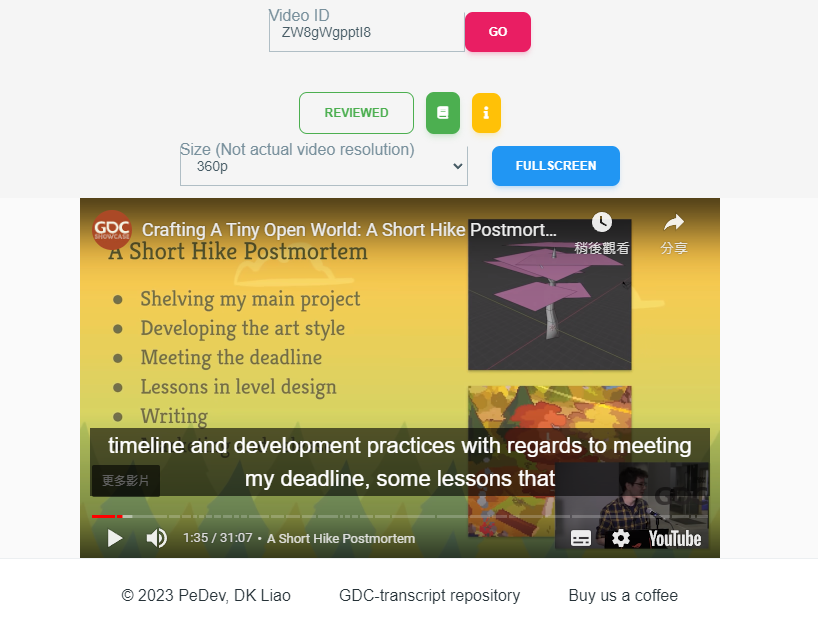 Video ID
ZW8gWgpptI8
GO
REVIEWED
Size (Not actual video resolution)
360p
FULLSCREEN
GDC
SHOWCASE
Crafting A Tiny Open World: A Short Hike Postmort...
稍後觀看
分享
A Short Hike Postmortem
● Shelving my main project
● Developing the art style
● Meeting the deadline
● Lessons in level design
● Writing
timeline and development practices with regards to meeting
my deadline, some lessons that
更多影片
1:35 / 31:07 • A Short Hike Postmortem
YouTube
© 2023 PeDev, DK Liao
GDC-transcript repository
Buy us a coffee